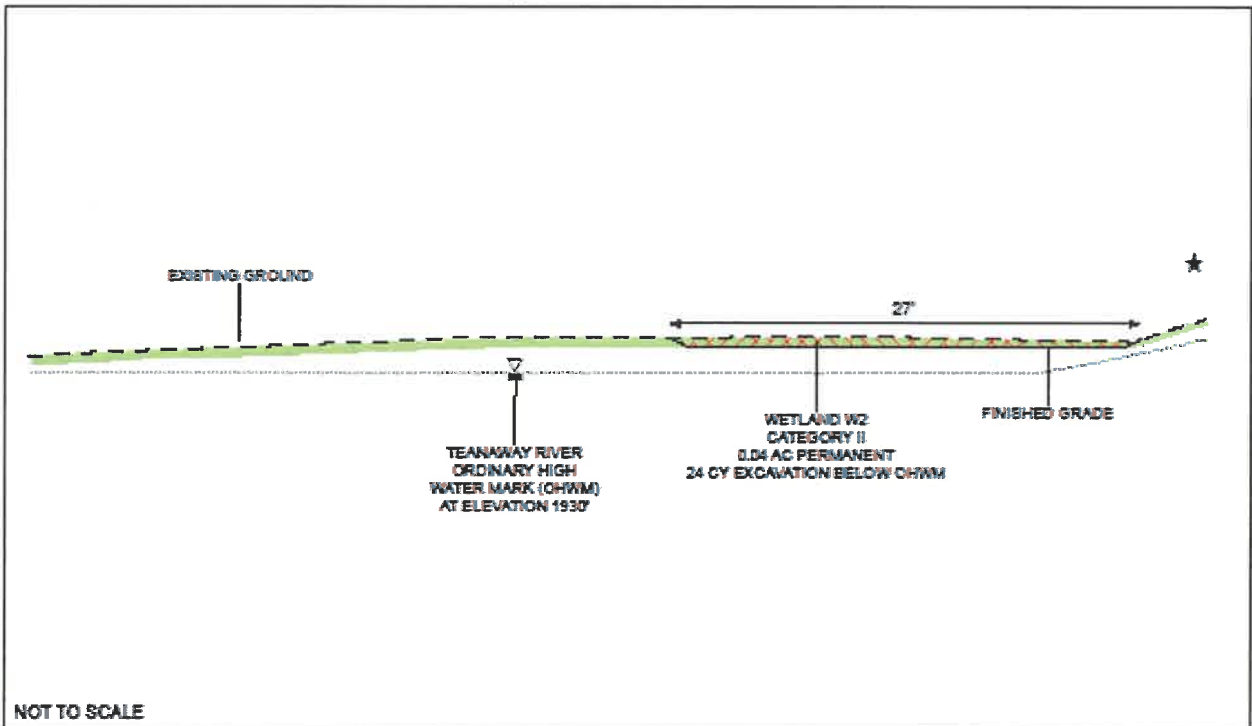 EXISTING GROUND
27'
TEANAWAY RIVER
ORDINARY HIGH
WATER MARK (OHWM)
AT ELEVATION 1930'
WETLAND W2
CATEGORY II
0.04 AC PERMANENT
24 CY EXCAVATION BELOW OHWM
FINISHED GRADE
NOT TO SCALE